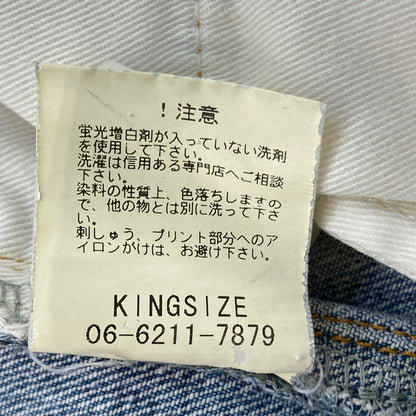 ！注意
蛍光増白剤が入っていない洗剤
を使用して下さい。
洗濯は信用ある専門店へご相談
下さい。
染料の性質上、色落ちしますの
で、他の物とは別に洗って下さ
い。
刺しゅう、プリント部分へのア
イロンがけは、お避け下さい。
KINGSIZE
06-6211-7879